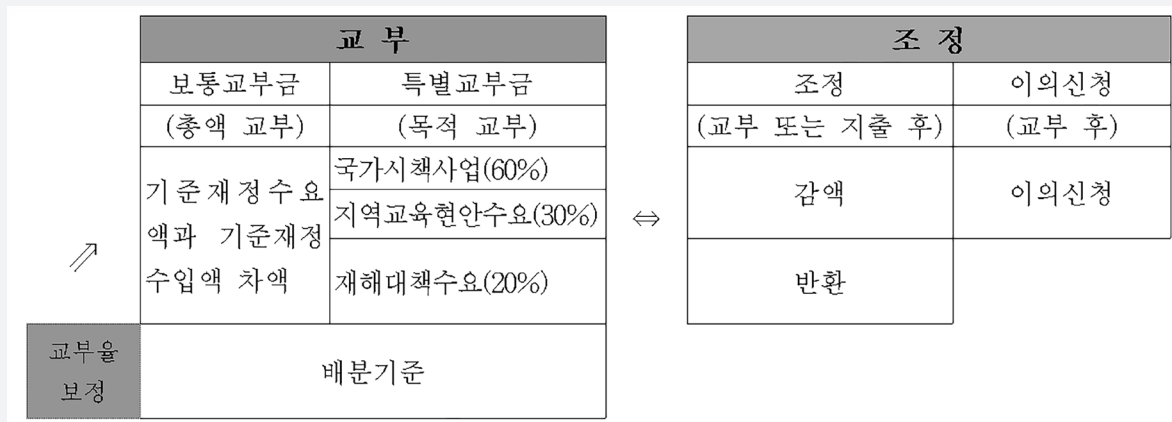 교 부
보통교부금 특별교부금
(총액 교부) (목적 교부)
기준재정수요
액과 기준재정
수입액 차액
국가시책사업(60%)
지역교육현안수요(30%)
재해대책수요(20%)
⇗
교부율
보정
배분기준
⇔
조 정
조정 이의신청
(교부 또는 지출 후) (교부 후)
감액 이의신청
반환